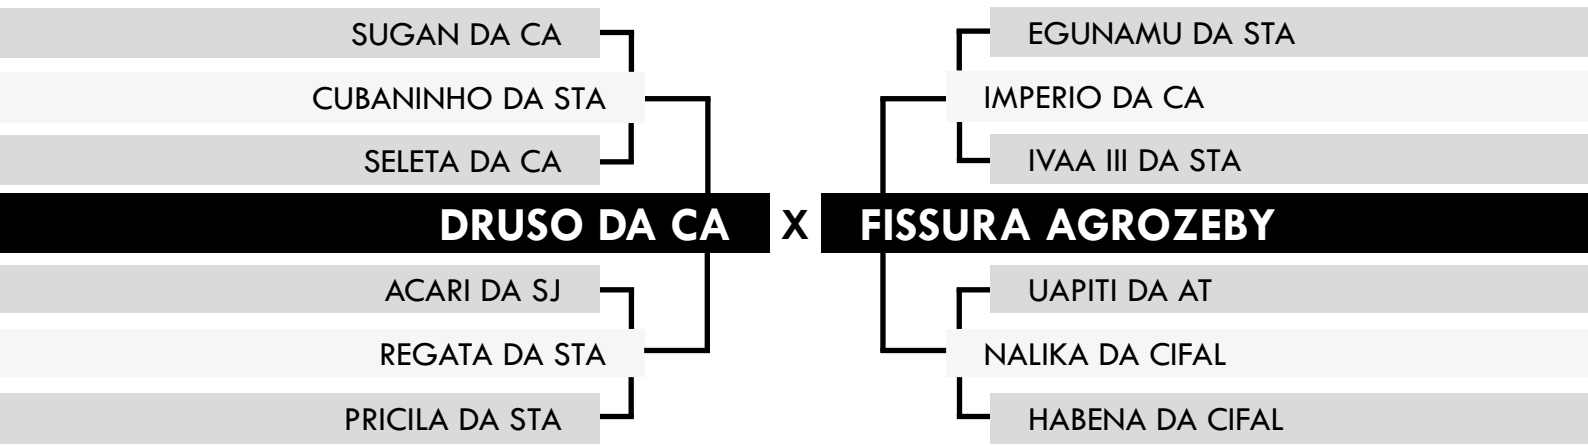 SUGAN DA CA
CUBANINHO DA STA
SELETA DA CA
EGUNAMU DA STA
IMPERIO DA CA
IVAA III DA STA
DRUSO DA CA X FISSURA AGROZEBY
ACARI DA SJ
REGATA DA STA
PRICILA DA STA
UAPITI DA AT
NALIKA DA CIFAL
HABENA DA CIFAL